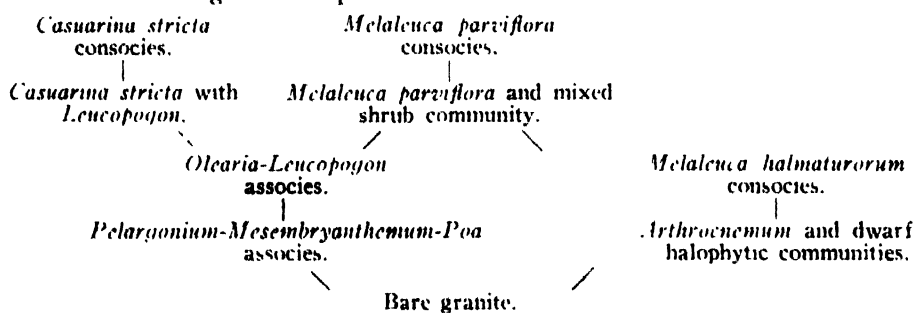 Casuarina stricta Melaleuca parviflora
consocies. consocies.
Casuarina stricta with Melaleuca parviflora and mixed
Leucopogon. shrub community.
Olearia-Leucopogon Melaleuca halmaturorum
associes. consocies.
Pelargonium-Mesembryanthemum-Poa Arthrocnemum and dwarf
associes. halophytic communities.
Bare granite.